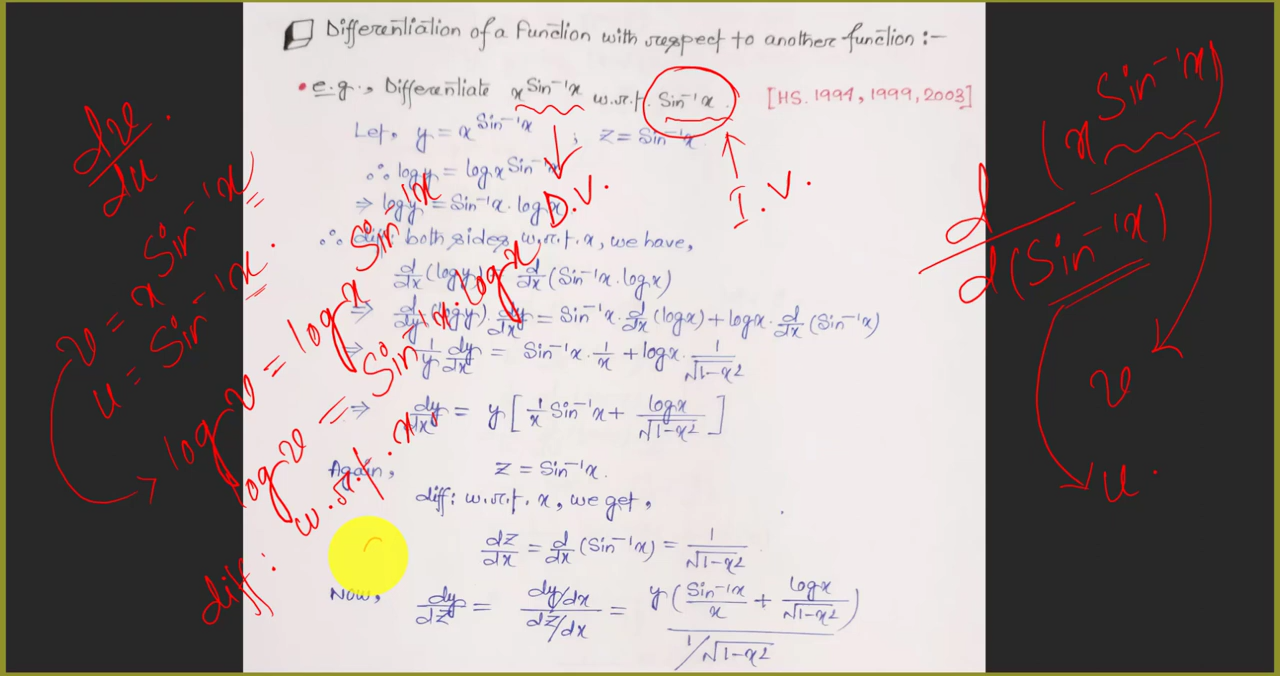 Differentiation of a Function with respect to another function :-
• e.g., Differentiate x^Sin⁻¹x w.r.t. Sin⁻¹x. [HS. 1994, 1999, 2003]
Let, y = x^Sin⁻¹x ; z = Sin⁻¹x.
∴ log y = log x^Sin⁻¹x
⇒ log y = Sin⁻¹x . log x
∴ diff: both sides w.r.t. x, we have,
d/dx (log y) = d/dx (Sin⁻¹x . log x)
⇒ d/dy (log y) . dy/dx = Sin⁻¹x . d/dx (log x) + log x . d/dx (Sin⁻¹x)
⇒ 1/y dy/dx = Sin⁻¹x . 1/x + log x . 1/√1-x²
⇒ dy/dx = y [ 1/x Sin⁻¹x + log x/√1-x² ]
Again, z = Sin⁻¹x.
diff: w.r.t. x, we get,
dz/dx = d/dx (Sin⁻¹x) = 1/√1-x²
Now, dy/dz = dy/dx / dz/dx = y ( Sin⁻¹x/x + log x/√1-x² ) / 1/√1-x²
dv/du .
v = x^Sin⁻¹x
u = Sin⁻¹x .
log v = log x^Sin⁻¹x
log v = Sin⁻¹x . log x
diff: w.r.t. x
D.V.
I.V.
d (x^Sin⁻¹x) / d (Sin⁻¹x)
v
u .